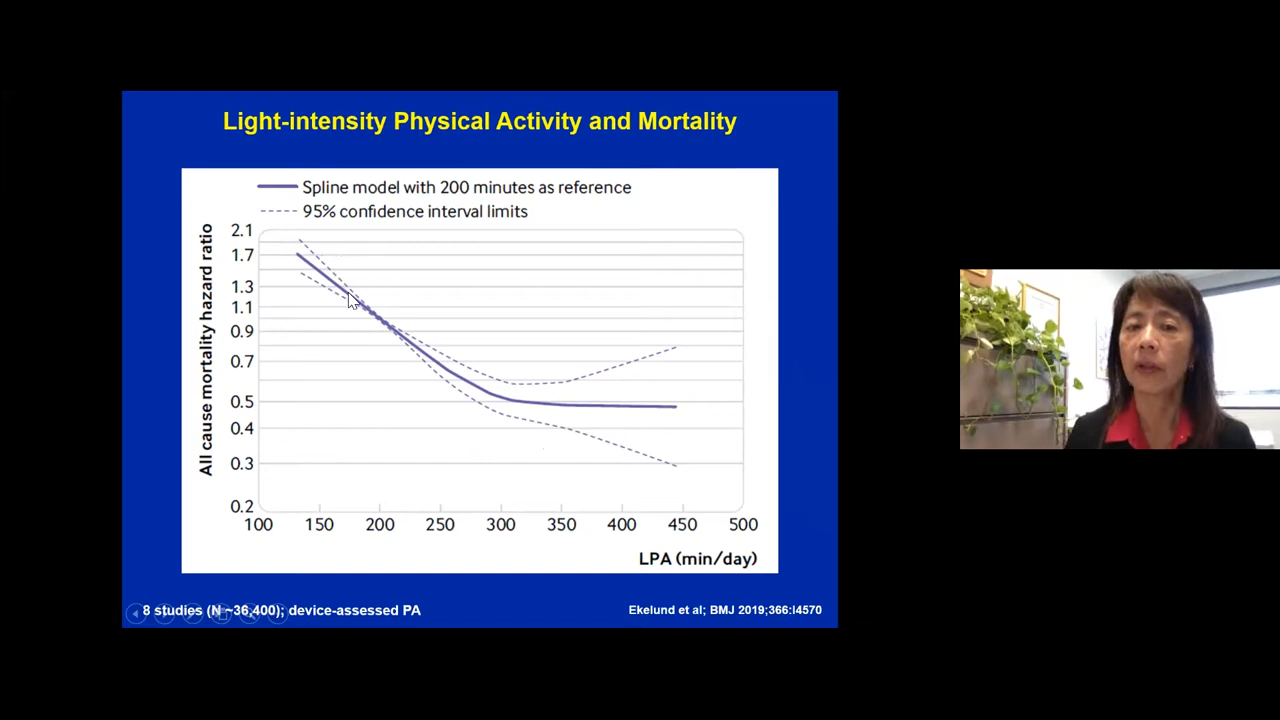 Light-intensity Physical Activity and Mortality
Spline model with 200 minutes as reference
95% confidence interval limits
All cause mortality hazard ratio
2.1
1.7
1.3
1.1
0.9
0.7
0.5
0.4
0.3
0.2
100 150 200 250 300 350 400 450 500
LPA (min/day)
8 studies (N ~36,400); device-assessed PA
Ekelund et al; BMJ 2019;366:l4570